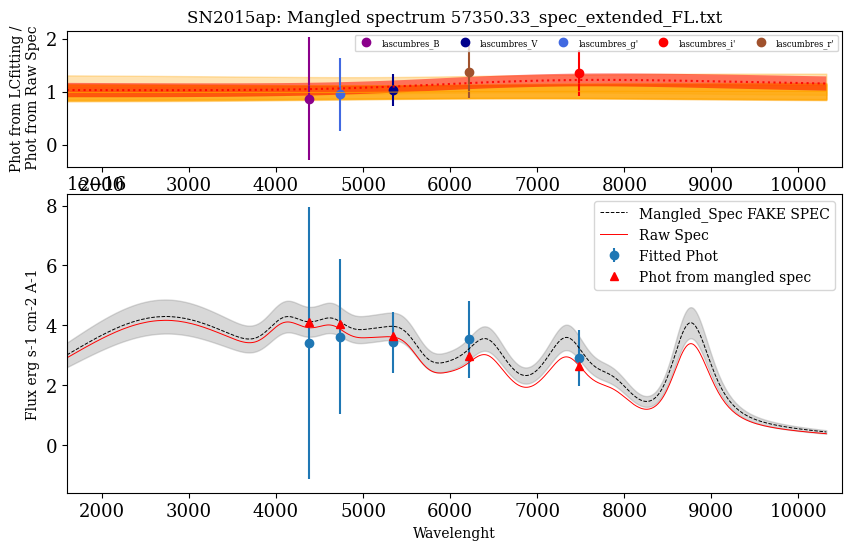 SN2015ap: Mangled spectrum 57350.33_spec_extended_FL.txt
Phot from LCfitting /
Phot from Raw Spec
2
1
0
lascumbres_B
lascumbres_V
lascumbres_g'
lascumbres_i'
lascumbres_r'
2000 3000 4000 5000 6000 7000 8000 9000 10000
1e−16
Flux erg s-1 cm-2 A-1
8
6
4
2
0
Mangled_Spec FAKE SPEC
Raw Spec
Fitted Phot
Phot from mangled spec
2000 3000 4000 5000 6000 7000 8000 9000 10000
Wavelenght